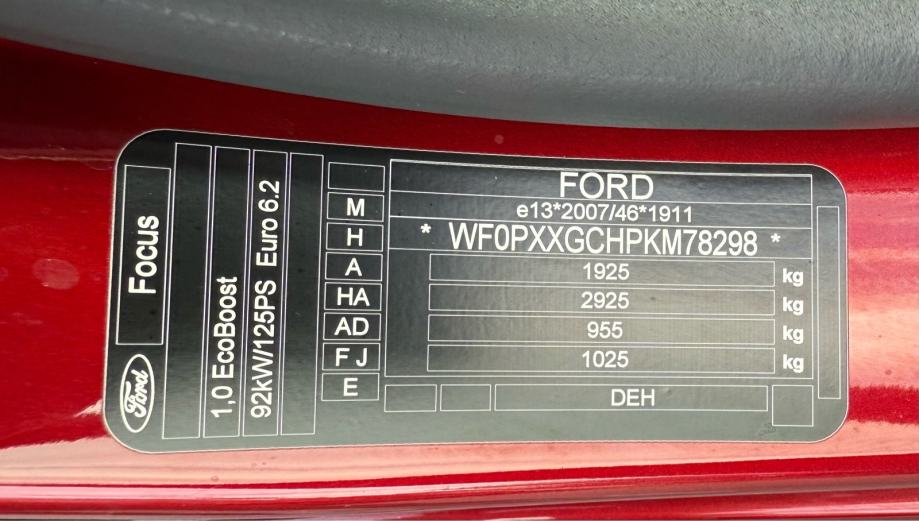 FORD
e13*2007/46*1911
* WF0PXXGCHPKM78298 *
1925 kg
2925 kg
955 kg
1025 kg
DEH
M
H
A
HA
AD
F J
E
Focus
Ford
1,0 EcoBoost
92kW/125PS Euro 6.2